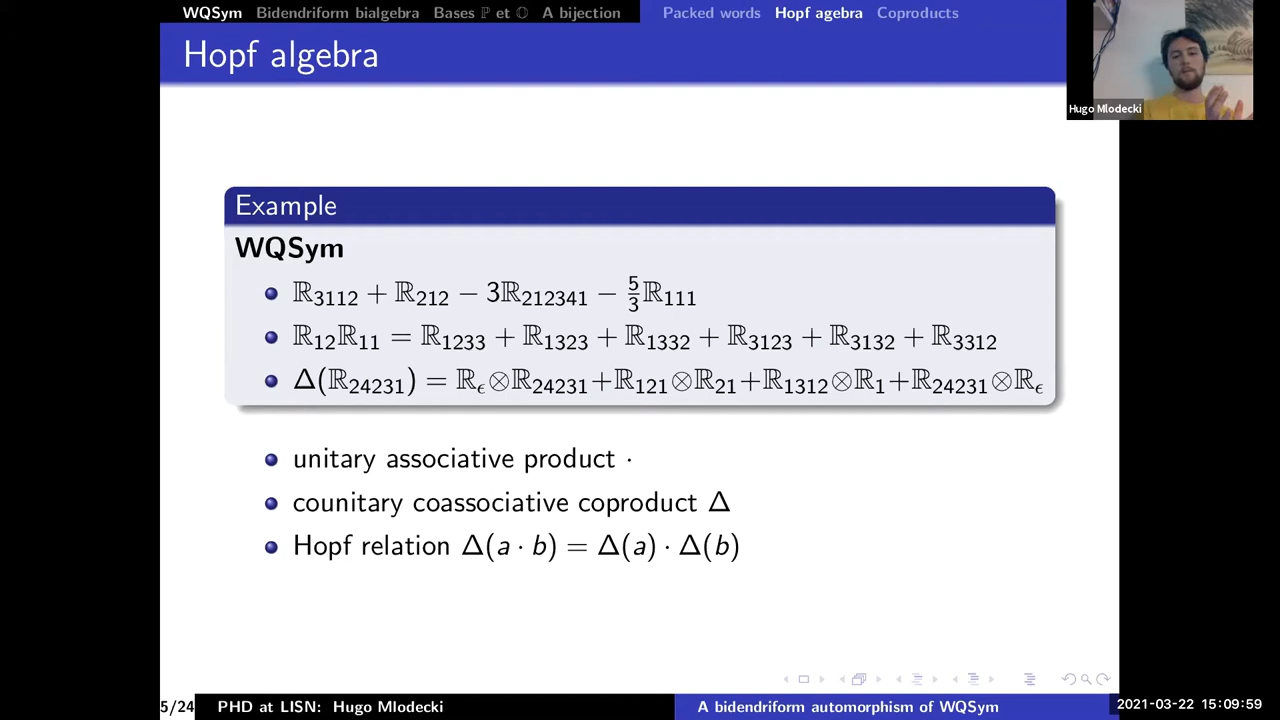 WQSym Bidendriform bialgebra Bases ℙ et 𝕆 A bijection Packed words Hopf agebra Coproducts
Hopf algebra
Hugo Mlodecki
Example
WQSym
ℝ₃₁₁₂ + ℝ₂₁₂ − 3ℝ₂₁₂₃₄₁ − 5/3 ℝ₁₁₁
ℝ₁₂ℝ₁₁ = ℝ₁₂₃₃ + ℝ₁₃₂₃ + ℝ₁₃₃₂ + ℝ₃₁₂₃ + ℝ₃₁₃₂ + ℝ₃₃₁₂
Δ(ℝ₂₄₂₃₁) = ℝ_ϵ⊗ℝ₂₄₂₃₁+ℝ₁₂₁⊗ℝ₂₁+ℝ₁₃₁₂⊗ℝ₁+ℝ₂₄₂₃₁⊗ℝ_ϵ
unitary associative product ·
counitary coassociative coproduct Δ
Hopf relation Δ(a · b) = Δ(a) · Δ(b)
5/24 PHD at LISN: Hugo Mlodecki A bidendriform automorphism of WQSym 2021-03-22 15:09:59